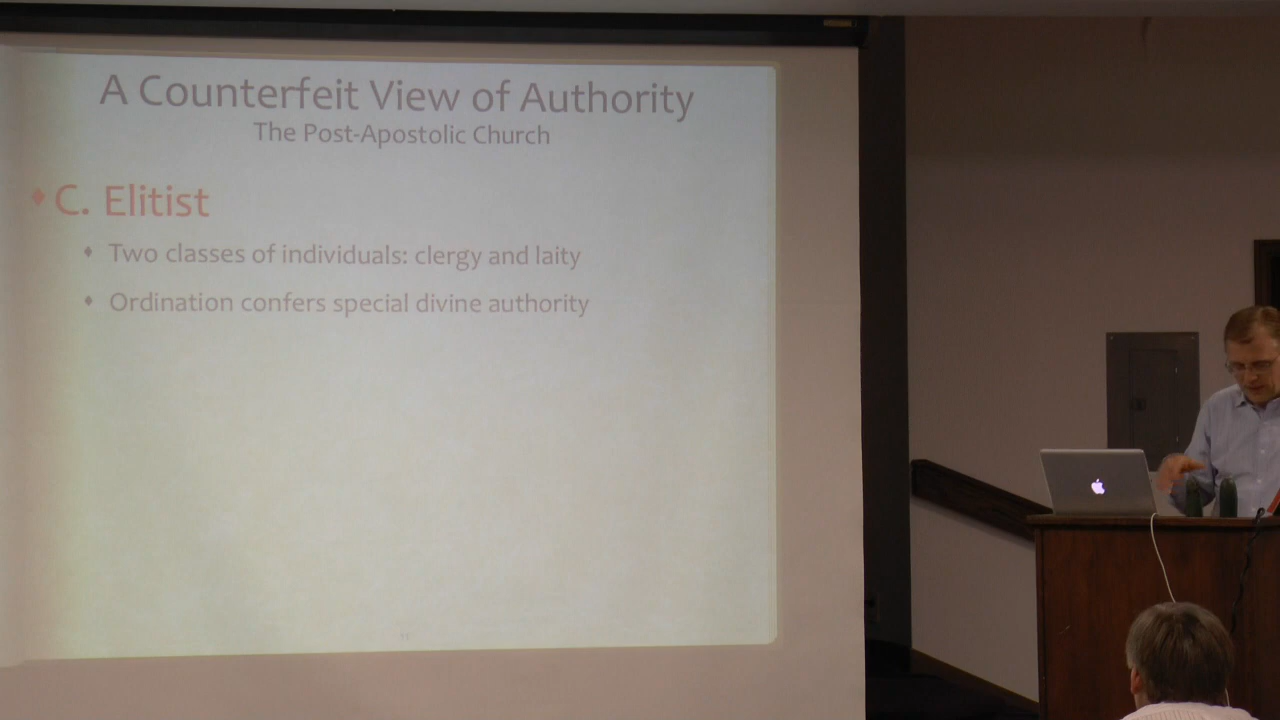 A Counterfeit View of Authority
The Post-Apostolic Church
C. Elitist
Two classes of individuals: clergy and laity
Ordination confers special divine authority